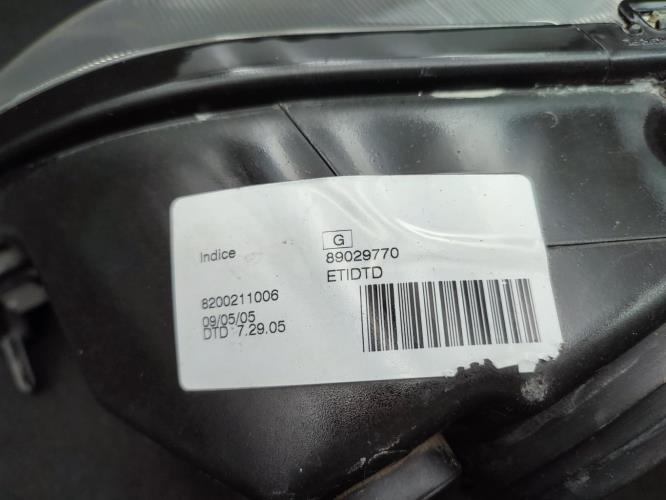 G
Indice 89029770
ETIDTD
8200211006
09/05/05
DTD 7.29.05